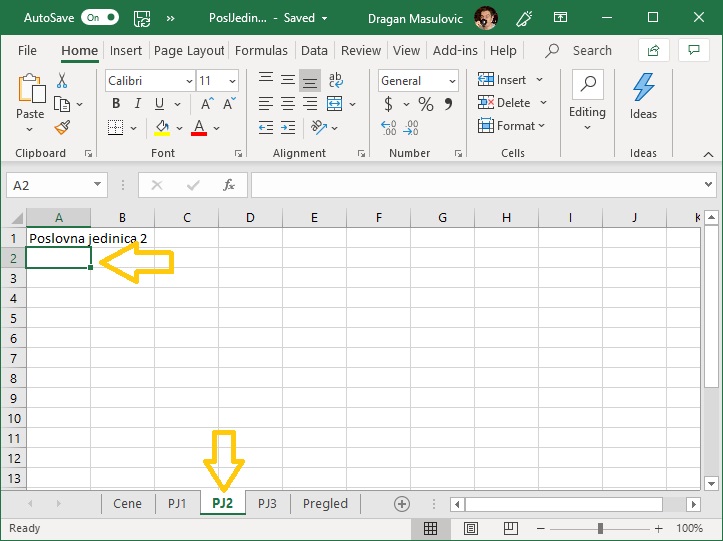 AutoSave On PoslJedin... - Saved Dragan Masulovic
File Home Insert Page Layout Formulas Data Review View Add-ins Help Search
Calibri 11 General Insert
Paste B I U A A $ % , Delete Editing Ideas
Format
Clipboard Font Alignment Number Cells Ideas
A2 fx
A B C D E F G H I J K
1 Poslovna jedinica 2
2
3
4
5
6
7
8
9
10
11
12
13
Cene PJ1 PJ2 PJ3 Pregled
Ready 100%